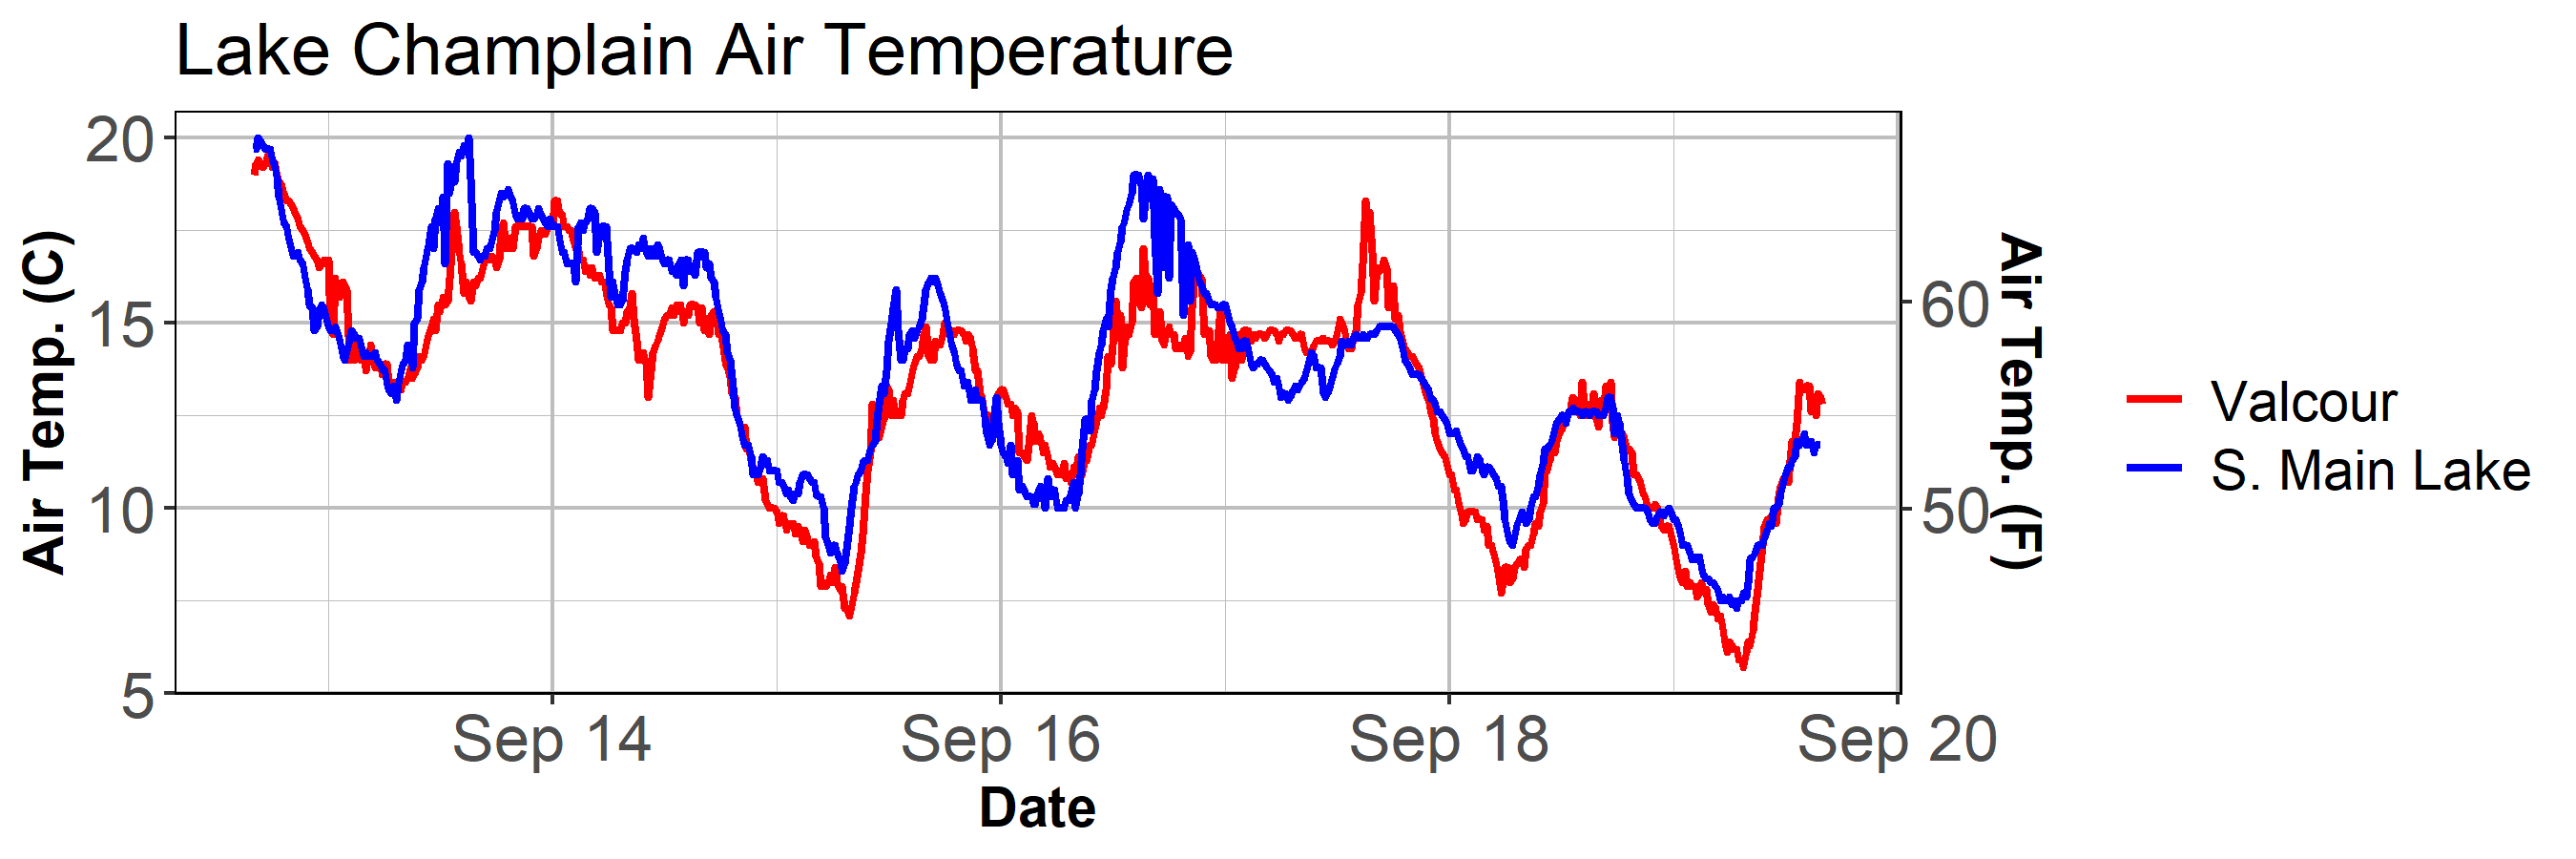 Lake Champlain Air Temperature
Air Temp. (C)
20
15
10
5
Sep 14
Sep 16
Sep 18
Sep 20
Date
60
50
Air Temp. (F)
Valcour
S. Main Lake